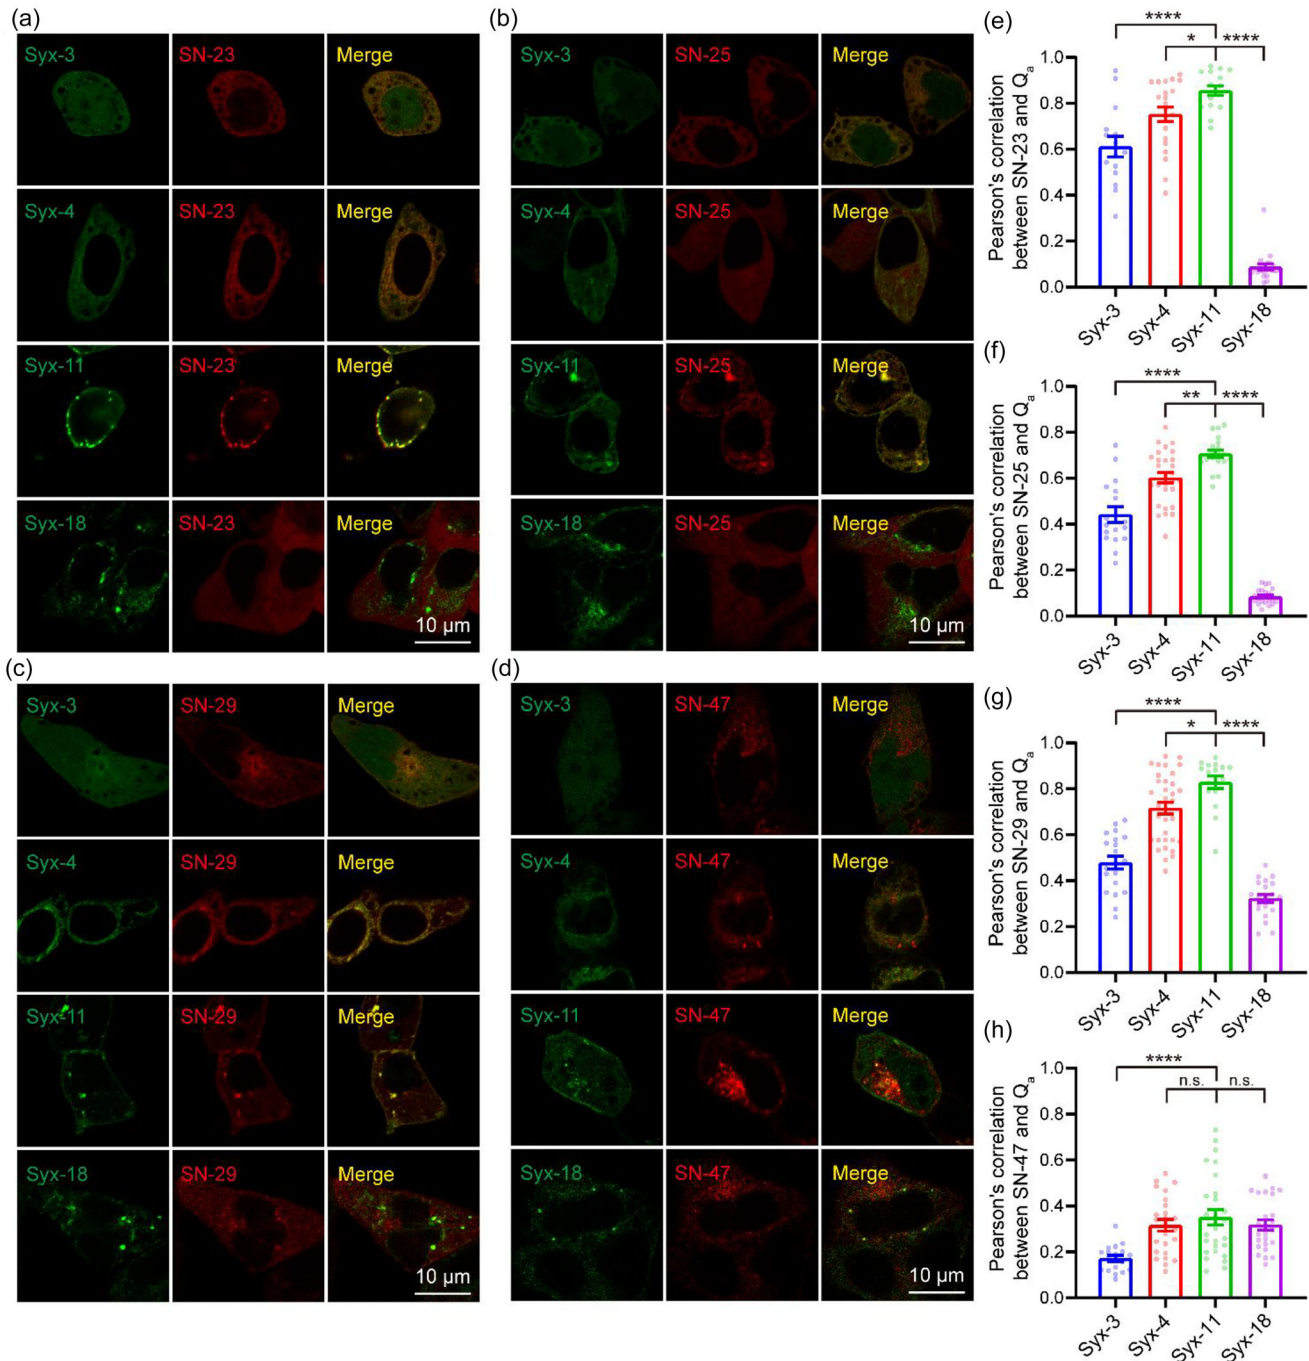 (a)
Syx-3 SN-23 Merge
Syx-4 SN-23 Merge
Syx-11 SN-23 Merge
Syx-18 SN-23 Merge
10 µm
(b)
Syx-3 SN-25 Merge
Syx-4 SN-25 Merge
Syx-11 SN-25 Merge
Syx-18 SN-25 Merge
10 µm
(c)
Syx-3 SN-29 Merge
Syx-4 SN-29 Merge
Syx-11 SN-29 Merge
Syx-18 SN-29 Merge
10 µm
(d)
Syx-3 SN-47 Merge
Syx-4 SN-47 Merge
Syx-11 SN-47 Merge
Syx-18 SN-47 Merge
10 µm
(e)
****
* ****
Pearson's correlation
between SN-23 and Qa
1.0
0.8
0.6
0.4
0.2
0.0
Syx-3 Syx-4 Syx-11 Syx-18
(f)
****
** ****
Pearson's correlation
between SN-25 and Qa
1.0
0.8
0.6
0.4
0.2
0.0
Syx-3 Syx-4 Syx-11 Syx-18
(g)
****
* ****
Pearson's correlation
between SN-29 and Qa
1.0
0.8
0.6
0.4
0.2
0.0
Syx-3 Syx-4 Syx-11 Syx-18
(h)
****
n.s. n.s.
Pearson's correlation
between SN-47 and Qa
1.0
0.8
0.6
0.4
0.2
0.0
Syx-3 Syx-4 Syx-11 Syx-18